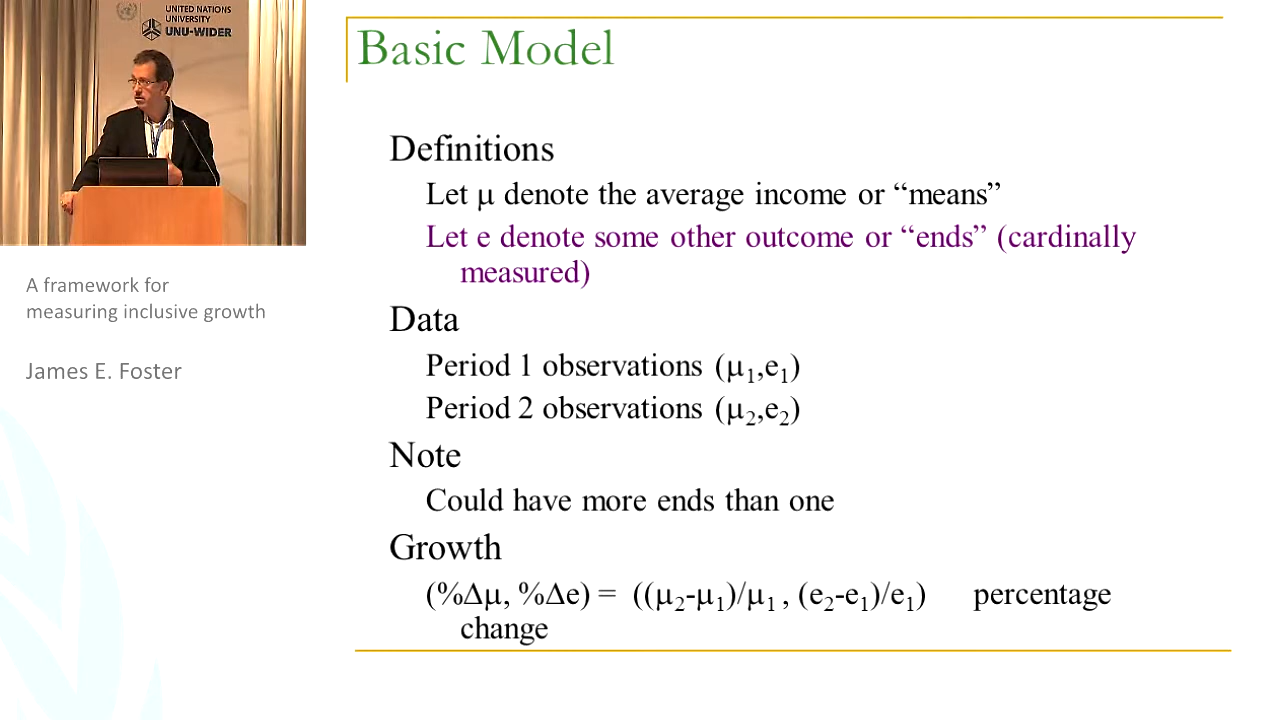 UNITED NATIONS
UNIVERSITY
UNU-WIDER
A framework for
measuring inclusive growth
James E. Foster
Basic Model
Definitions
Let μ denote the average income or “means”
Let e denote some other outcome or “ends” (cardinally
measured)
Data
Period 1 observations (μ₁,e₁)
Period 2 observations (μ₂,e₂)
Note
Could have more ends than one
Growth
(%Δμ, %Δe) = ((μ₂-μ₁)/μ₁ , (e₂-e₁)/e₁) percentage
change